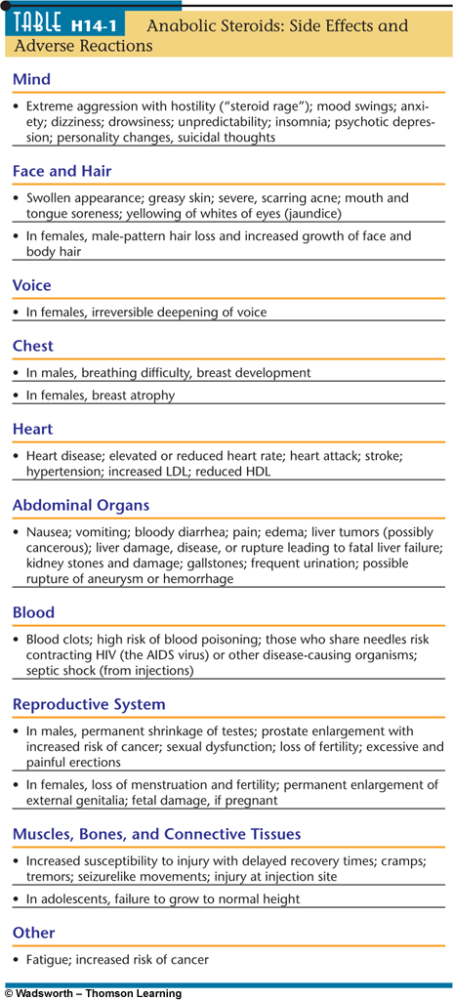 TABLE H14-1 Anabolic Steroids: Side Effects and
Adverse Reactions
Mind
• Extreme aggression with hostility (“steroid rage”); mood swings; anxi-
ety; dizziness; drowsiness; unpredictability; insomnia; psychotic depres-
sion; personality changes, suicidal thoughts
Face and Hair
• Swollen appearance; greasy skin; severe, scarring acne; mouth and
tongue soreness; yellowing of whites of eyes (jaundice)
• In females, male-pattern hair loss and increased growth of face and
body hair
Voice
• In females, irreversible deepening of voice
Chest
• In males, breathing difficulty, breast development
• In females, breast atrophy
Heart
• Heart disease; elevated or reduced heart rate; heart attack; stroke;
hypertension; increased LDL; reduced HDL
Abdominal Organs
• Nausea; vomiting; bloody diarrhea; pain; edema; liver tumors (possibly
cancerous); liver damage, disease, or rupture leading to fatal liver failure;
kidney stones and damage; gallstones; frequent urination; possible
rupture of aneurysm or hemorrhage
Blood
• Blood clots; high risk of blood poisoning; those who share needles risk
contracting HIV (the AIDS virus) or other disease-causing organisms;
septic shock (from injections)
Reproductive System
• In males, permanent shrinkage of testes; prostate enlargement with
increased risk of cancer; sexual dysfunction; loss of fertility; excessive and
painful erections
• In females, loss of menstruation and fertility; permanent enlargement of
external genitalia; fetal damage, if pregnant
Muscles, Bones, and Connective Tissues
• Increased susceptibility to injury with delayed recovery times; cramps;
tremors; seizurelike movements; injury at injection site
• In adolescents, failure to grow to normal height
Other
• Fatigue; increased risk of cancer
© Wadsworth – Thomson Learning